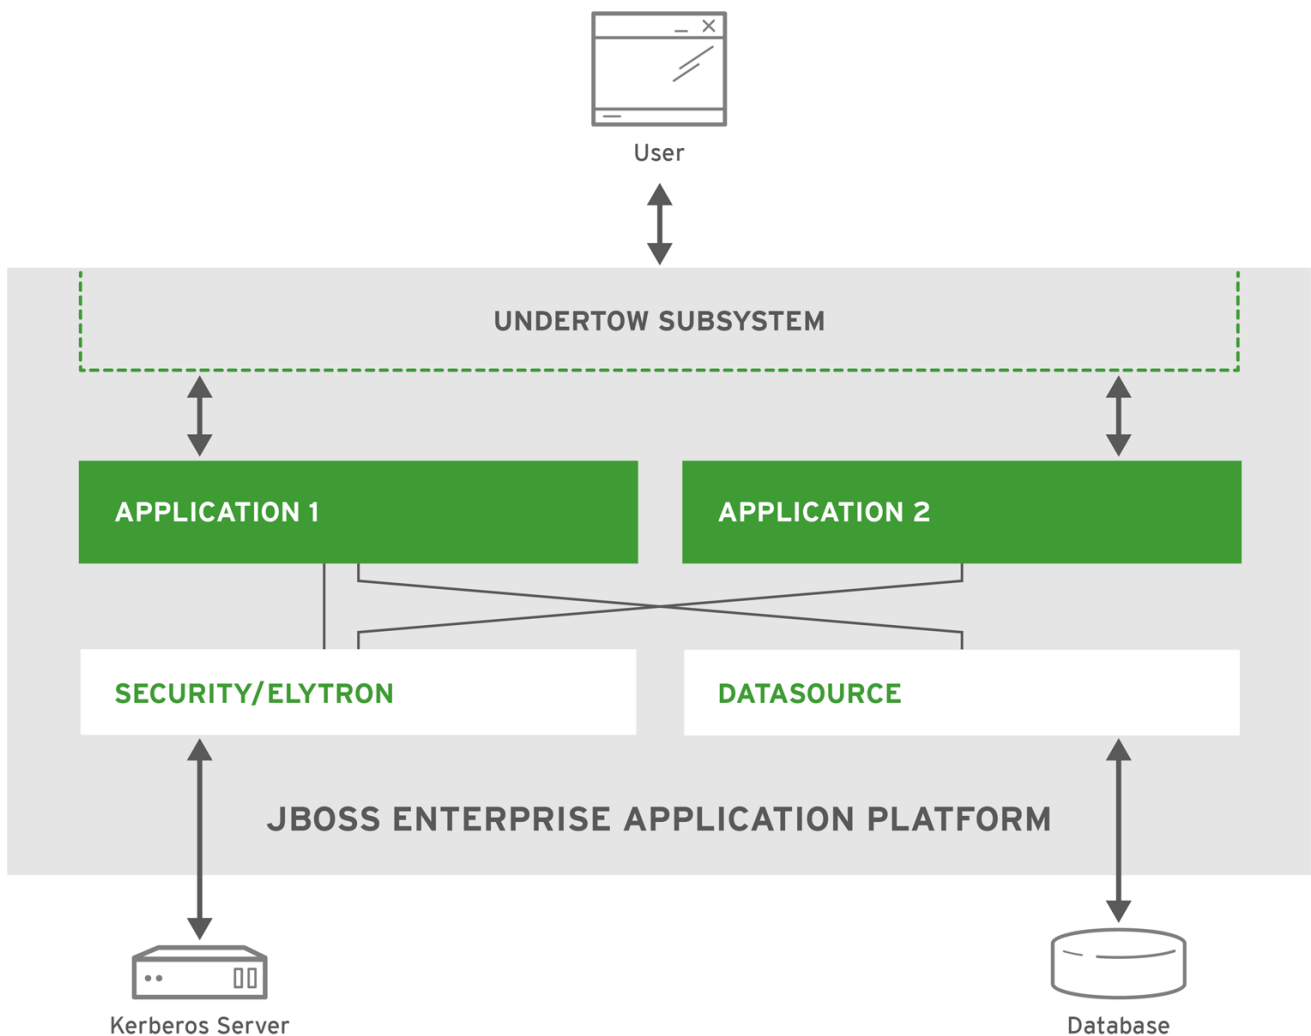 User
UNDERTOW SUBSYSTEM
APPLICATION 1
APPLICATION 2
SECURITY/ELYTRON
DATASOURCE
JBOSS ENTERPRISE APPLICATION PLATFORM
Kerberos Server
Database